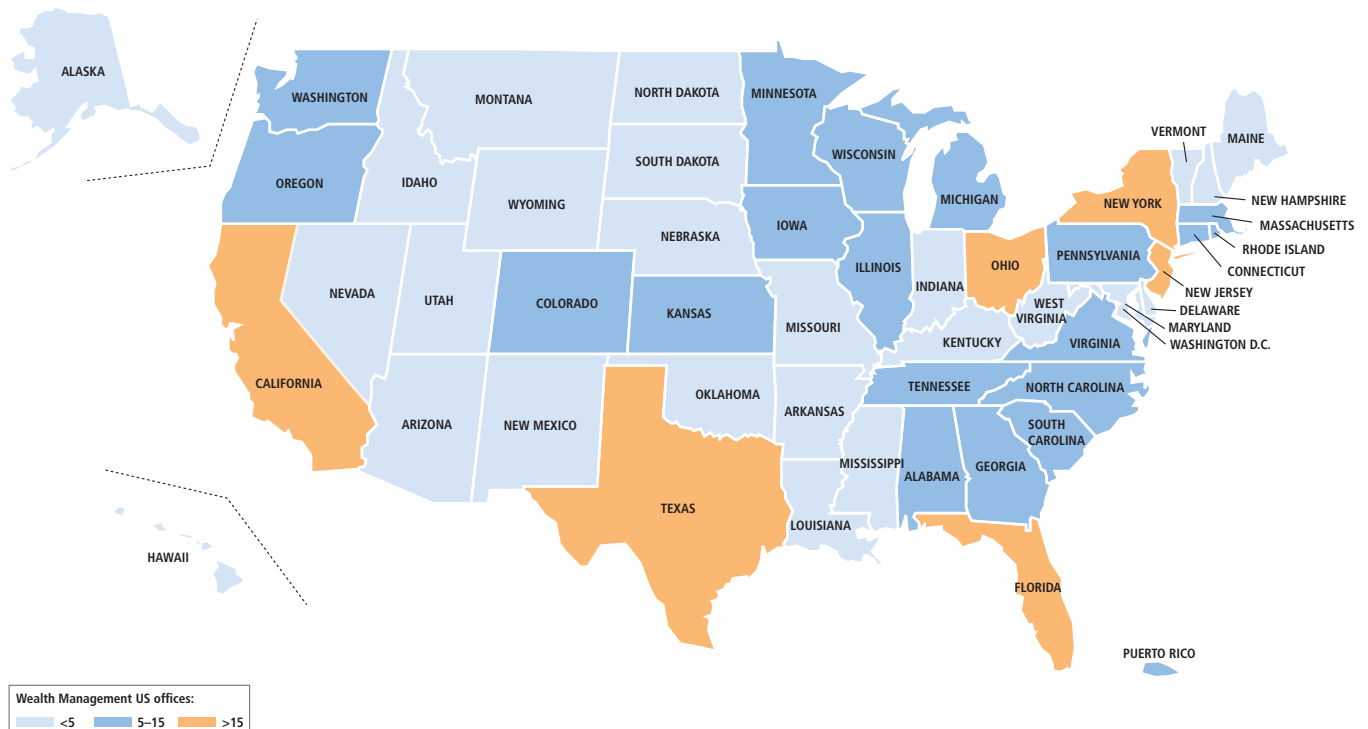 ALASKA
WASHINGTON
MONTANA
NORTH DAKOTA
MINNESOTA
VERMONT
MAINE
WISCONSIN
SOUTH DAKOTA
OREGON
IDAHO
MICHIGAN
NEW YORK
NEW HAMPSHIRE
WYOMING
MASSACHUSETTS
IOWA
NEBRASKA
RHODE ISLAND
PENNSYLVANIA
CONNECTICUT
ILLINOIS
OHIO
INDIANA
NEW JERSEY
NEVADA
UTAH
COLORADO
KANSAS
WEST
VIRGINIA
DELAWARE
MARYLAND
MISSOURI
KENTUCKY
VIRGINIA
WASHINGTON D.C.
CALIFORNIA
TENNESSEE
NORTH CAROLINA
OKLAHOMA
ARKANSAS
ARIZONA
NEW MEXICO
SOUTH
CAROLINA
MISSISSIPPI
GEORGIA
ALABAMA
TEXAS
LOUISIANA
HAWAII
FLORIDA
PUERTO RICO
Wealth Management US offices:
<5 5–15 >15